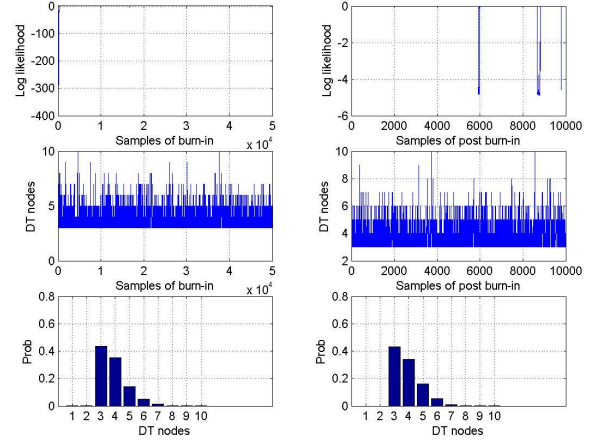 0
-100
-200
-300
-400
Log likelihood
0 1 2 3 4 5
x 10^4
Samples of burn-in
0
-2
-4
-6
Log likelihood
0 2000 4000 6000 8000 10000
Samples of post burn-in
10
5
0
DT nodes
0 1 2 3 4 5
x 10^4
Samples of burn-in
10
8
6
4
2
DT nodes
0 2000 4000 6000 8000 10000
Samples of post burn-in
0.8
0.6
0.4
0.2
0
Prob
1 2 3 4 5 6 7 8 9 10
DT nodes
0.8
0.6
0.4
0.2
0
Prob
1 2 3 4 5 6 7 8 9 10
DT nodes